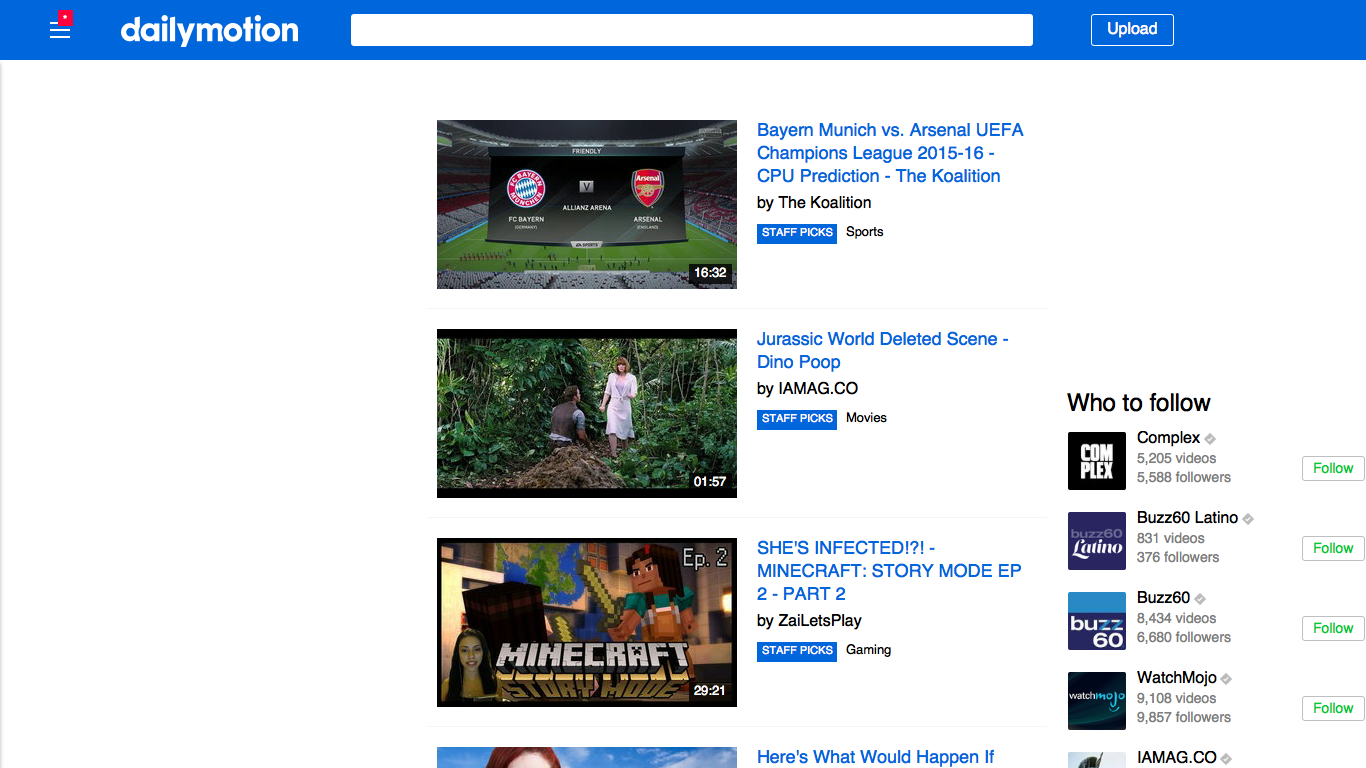 dailymotion
Upload
FRIENDLY
FC BAYERN
(GERMANY)
V
ALLIANZ ARENA
Arsenal
ARSENAL
(ENGLAND)
EA SPORTS
16:32
Bayern Munich vs. Arsenal UEFA
Champions League 2015-16 -
CPU Prediction - The Koalition
by The Koalition
STAFF PICKS Sports
01:57
Jurassic World Deleted Scene -
Dino Poop
by IAMAG.CO
STAFF PICKS Movies
Ep. 2
MINECRAFT
STORY MODE
29:21
SHE'S INFECTED!?! -
MINECRAFT: STORY MODE EP
2 - PART 2
by ZaiLetsPlay
STAFF PICKS Gaming
Here's What Would Happen If
Who to follow
COM
PLEX
Complex
5,205 videos
5,588 followers
Follow
buzz60
Latino
Buzz60 Latino
831 videos
376 followers
Follow
buzz
60
Buzz60
8,434 videos
6,680 followers
Follow
watchmojo
WatchMojo
9,108 videos
9,857 followers
Follow
IAMAG.CO